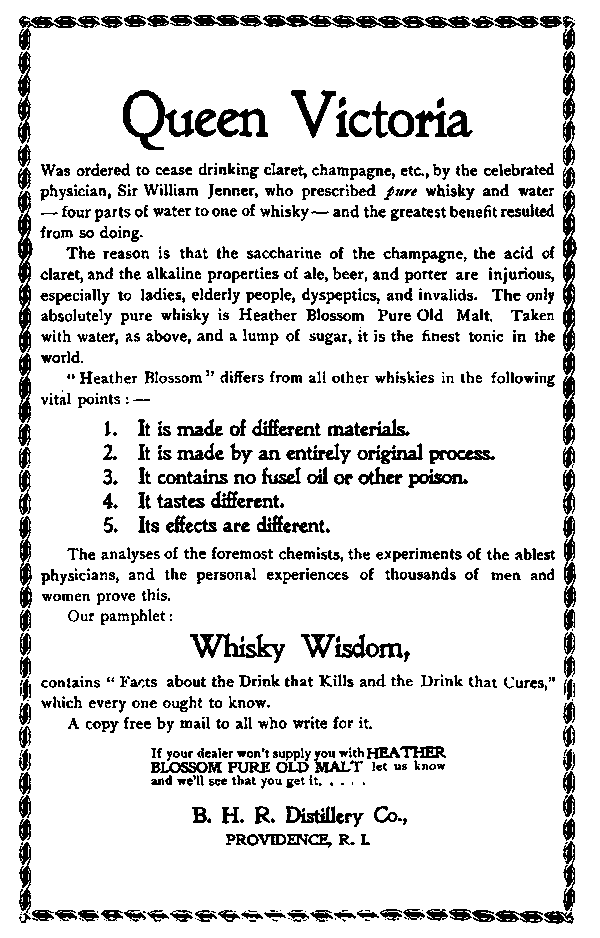 Queen Victoria
Was ordered to cease drinking claret, champagne, etc., by the celebrated
physician, Sir William Jenner, who prescribed pure whisky and water
— four parts of water to one of whisky — and the greatest benefit resulted
from so doing.
The reason is that the saccharine of the champagne, the acid of
claret, and the alkaline properties of ale, beer, and porter are injurious,
especially to ladies, elderly people, dyspeptics, and invalids. The only
absolutely pure whisky is Heather Blossom Pure Old Malt. Taken
with water, as above, and a lump of sugar, it is the finest tonic in the
world.
“ Heather Blossom ” differs from all other whiskies in the following
vital points : —
1. It is made of different materials.
2. It is made by an entirely original process.
3. It contains no fusel oil or other poison.
4. It tastes different.
5. Its effects are different.
The analyses of the foremost chemists, the experiments of the ablest
physicians, and the personal experiences of thousands of men and
women prove this.
Our pamphlet :
Whisky Wisdom,
contains “ Facts about the Drink that Kills and the Drink that Cures,”
which every one ought to know.
A copy free by mail to all who write for it.
If your dealer won't supply you with HEATHER
BLOSSOM PURE OLD MALT let us know
and we'll see that you get it. . . . .
B. H. R. Distillery Co.,
PROVIDENCE, R. I.